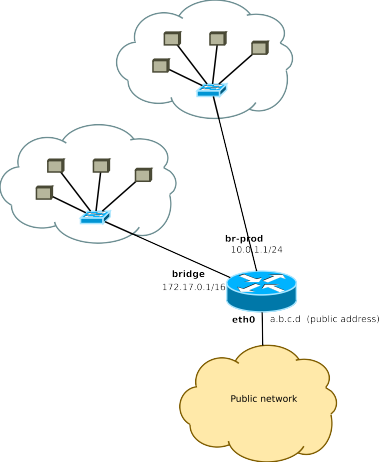 br-prod
10.0.1.1/24
bridge
172.17.0.1/16
eth0 a.b.c.d (public address)
Public network